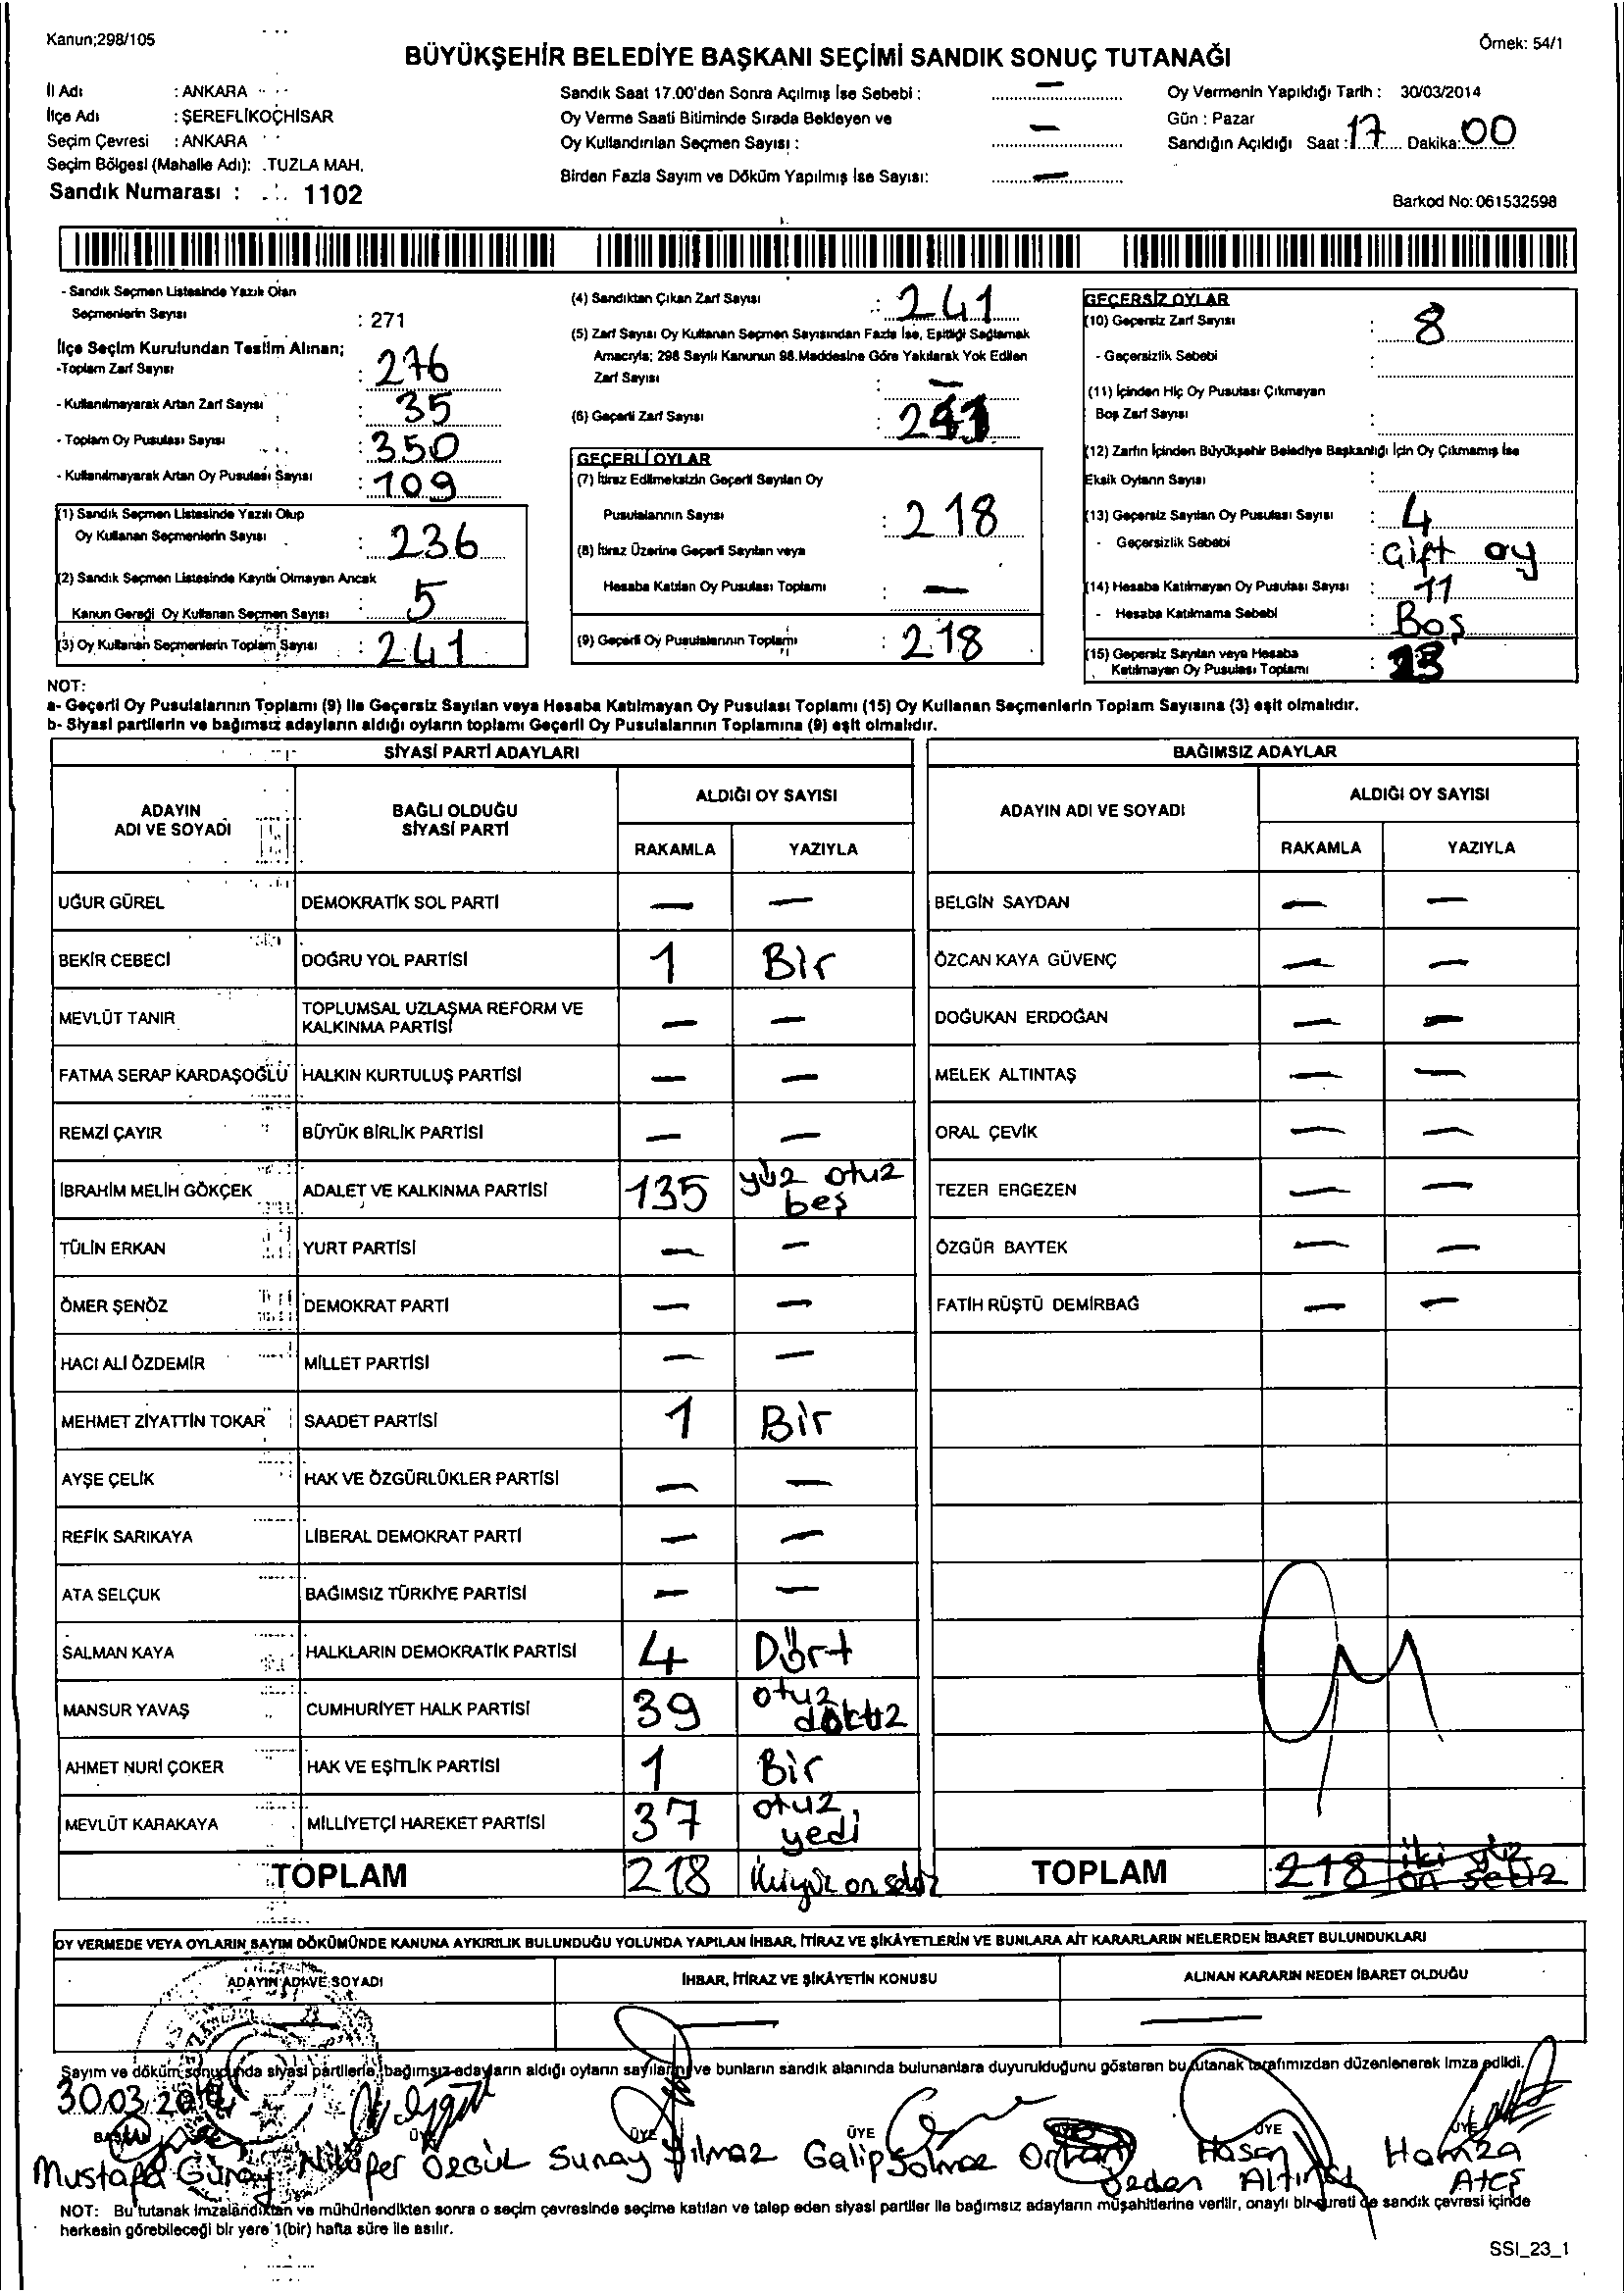 Kanun;298/105
Örnek: 54/1
BÜYÜKŞEHİR BELEDİYE BAŞKANI SEÇİMİ SANDIK SONUÇ TUTANAĞI
İl Adı : ANKARA
İlçe Adı : ŞEREFLİKOÇHİSAR
Seçim Çevresi : ANKARA
Seçim Bölgesi (Mahalle Adı): .TUZLA MAH.
Sandık Numarası : 1102
Sandık Saat 17.00'den Sonra Açılmış İse Sebebi : —
Oy Verme Saati Bitiminde Sırada Bekleyen ve
Oy Kullandırılan Seçmen Sayısı : —
Birden Fazla Sayım ve Döküm Yapılmış İse Sayısı: —
Oy Vermenin Yapıldığı Tarih : 30/03/2014
Gün : Pazar
Sandığın Açıldığı Saat : 17 Dakika: 00
Barkod No: 061532598
- Sandık Seçmen Listesinde Yazılı Olan
Seçmenlerin Sayısı : 271
İlçe Seçim Kurulundan Teslim Alınan;
-Toplam Zarf Sayısı : 276
- Kullanılmayarak Artan Zarf Sayısı : 35
- Toplam Oy Pusulası Sayısı : 350
- Kullanılmayarak Artan Oy Pusulası Sayısı : 109
(1) Sandık Seçmen Listesinde Yazılı Olup
Oy Kullanan Seçmenlerin Sayısı : 236
(2) Sandık Seçmen Listesinde Kayıtlı Olmayan Ancak
Kanun Gereği Oy Kullanan Seçmen Sayısı : 5
(3) Oy Kullanan Seçmenlerin Toplam Sayısı : 241
(4) Sandıktan Çıkan Zarf Sayısı : 241
(5) Zarf Sayısı Oy Kullanan Seçmen Sayısından Fazla İse, Eşitliği Sağlamak
Amacıyla; 298 Sayılı Kanunun 98.Maddesine Göre Yakılarak Yok Edilen
Zarf Sayısı : —
(6) Geçerli Zarf Sayısı :
GEÇERLİ OYLAR
(7) İtiraz Edilmeksizin Geçerli Sayılan Oy
Pusulalarının Sayısı : 218
(8) İtiraz Üzerine Geçerli Sayılan veya
Hesaba Katılan Oy Pusulası Toplamı : —
(9) Geçerli Oy Pusulalarının Toplamı : 218
GEÇERSİZ OYLAR
(10) Geçersiz Zarf Sayısı : 8
- Geçersizlik Sebebi :
(11) İçinden Hiç Oy Pusulası Çıkmayan
Boş Zarf Sayısı :
(12) Zarfın İçinden Büyükşehir Belediye Başkanlığı İçin Oy Çıkmamış İse
Eksik Oyların Sayısı :
(13) Geçersiz Sayılan Oy Pusulası Sayısı : 4
- Geçersizlik Sebebi : Çift oy
(14) Hesaba Katılmayan Oy Pusulası Sayısı : 11
- Hesaba Katılmama Sebebi : Boş
(15) Geçersiz Sayılan veya Hesaba
Katılmayan Oy Pusulası Toplamı : 23
NOT:
a- Geçerli Oy Pusulalarının Toplamı (9) ile Geçersiz Sayılan veya Hesaba Katılmayan Oy Pusulası Toplamı (15) Oy Kullanan Seçmenlerin Toplam Sayısına (3) eşit olmalıdır.
b- Siyasi partilerin ve bağımsız adayların aldığı oyların toplamı Geçerli Oy Pusulalarının Toplamına (9) eşit olmalıdır.
SİYASİ PARTİ ADAYLARI
ADAYIN ADI VE SOYADI
BAĞLI OLDUĞU SİYASİ PARTİ
ALDIĞI OY SAYISI
RAKAMLA YAZIYLA
UĞUR GÜREL DEMOKRATİK SOL PARTİ — —
BEKİR CEBECİ DOĞRU YOL PARTİSİ 1 Bir
MEVLÜT TANIR TOPLUMSAL UZLAŞMA REFORM VE KALKINMA PARTİSİ — —
FATMA SERAP KARDAŞOĞLU HALKIN KURTULUŞ PARTİSİ — —
REMZİ ÇAYIR BÜYÜK BİRLİK PARTİSİ — —
İBRAHİM MELİH GÖKÇEK ADALET VE KALKINMA PARTİSİ 135 yüz otuz beş
TÜLİN ERKAN YURT PARTİSİ — —
ÖMER ŞENÖZ DEMOKRAT PARTİ — —
HACI ALİ ÖZDEMİR MİLLET PARTİSİ — —
MEHMET ZİYATTİN TOKAR SAADET PARTİSİ 1 Bir
AYŞE ÇELİK HAK VE ÖZGÜRLÜKLER PARTİSİ — —
REFİK SARIKAYA LİBERAL DEMOKRAT PARTİ — —
ATA SELÇUK BAĞIMSIZ TÜRKİYE PARTİSİ — —
SALMAN KAYA HALKLARIN DEMOKRATİK PARTİSİ 4 Dört
MANSUR YAVAŞ CUMHURİYET HALK PARTİSİ 39 otuz dokuz
AHMET NURİ ÇOKER HAK VE EŞİTLİK PARTİSİ 1 Bir
MEVLÜT KARAKAYA MİLLİYETÇİ HAREKET PARTİSİ 37 otuz yedi
TOPLAM 218 ikiyüz on sekiz
BAĞIMSIZ ADAYLAR
ADAYIN ADI VE SOYADI
ALDIĞI OY SAYISI
RAKAMLA YAZIYLA
BELGİN SAYDAN — —
ÖZCAN KAYA GÜVENÇ — —
DOĞUKAN ERDOĞAN — —
MELEK ALTINTAŞ — —
ORAL ÇEVİK — —
TEZER ERGEZEN — —
ÖZGÜR BAYTEK — —
FATİH RÜŞTÜ DEMİRBAĞ — —
TOPLAM 218 iki yüz on sekiz
OY VERMEDE VEYA OYLARIN SAYIM DÖKÜMÜNDE KANUNA AYKIRILIK BULUNDUĞU YOLUNDA YAPILAN İHBAR, İTİRAZ VE ŞİKÂYETLERİN VE BUNLARA AİT KARARLARIN NELERDEN İBARET BULUNDUKLARI
ADAYIN ADI VE SOYADI İHBAR, İTİRAZ VE ŞİKÂYETİN KONUSU ALINAN KARARIN NEDEN İBARET OLDUĞU
— — —
Sayım ve döküm sonucunda siyasi partilerle, bağımsız adayların aldığı oyların sayılarını ve bunların sandık alanında bulunanlara duyurulduğunu gösteren bu tutanak tarafımızdan düzenlenerek imza edildi.
30.03.2014
BAŞKAN ÜYE ÜYE ÜYE ÜYE ÜYE
Mustafa Güray Nilüfer Özgül Sunay Yılmaz Galip Solmaz Orhan Hasan Hamza
Altınay Ateş
NOT: Bu tutanak imzalandıktan ve mühürlendikten sonra o seçim çevresinde seçime katılan ve talep eden siyasi partiler ile bağımsız adayların müşahitlerine verilir, onaylı bir sureti de sandık çevresi içinde
herkesin görebileceği bir yere 1(bir) hafta süre ile asılır.
SSI_23_1